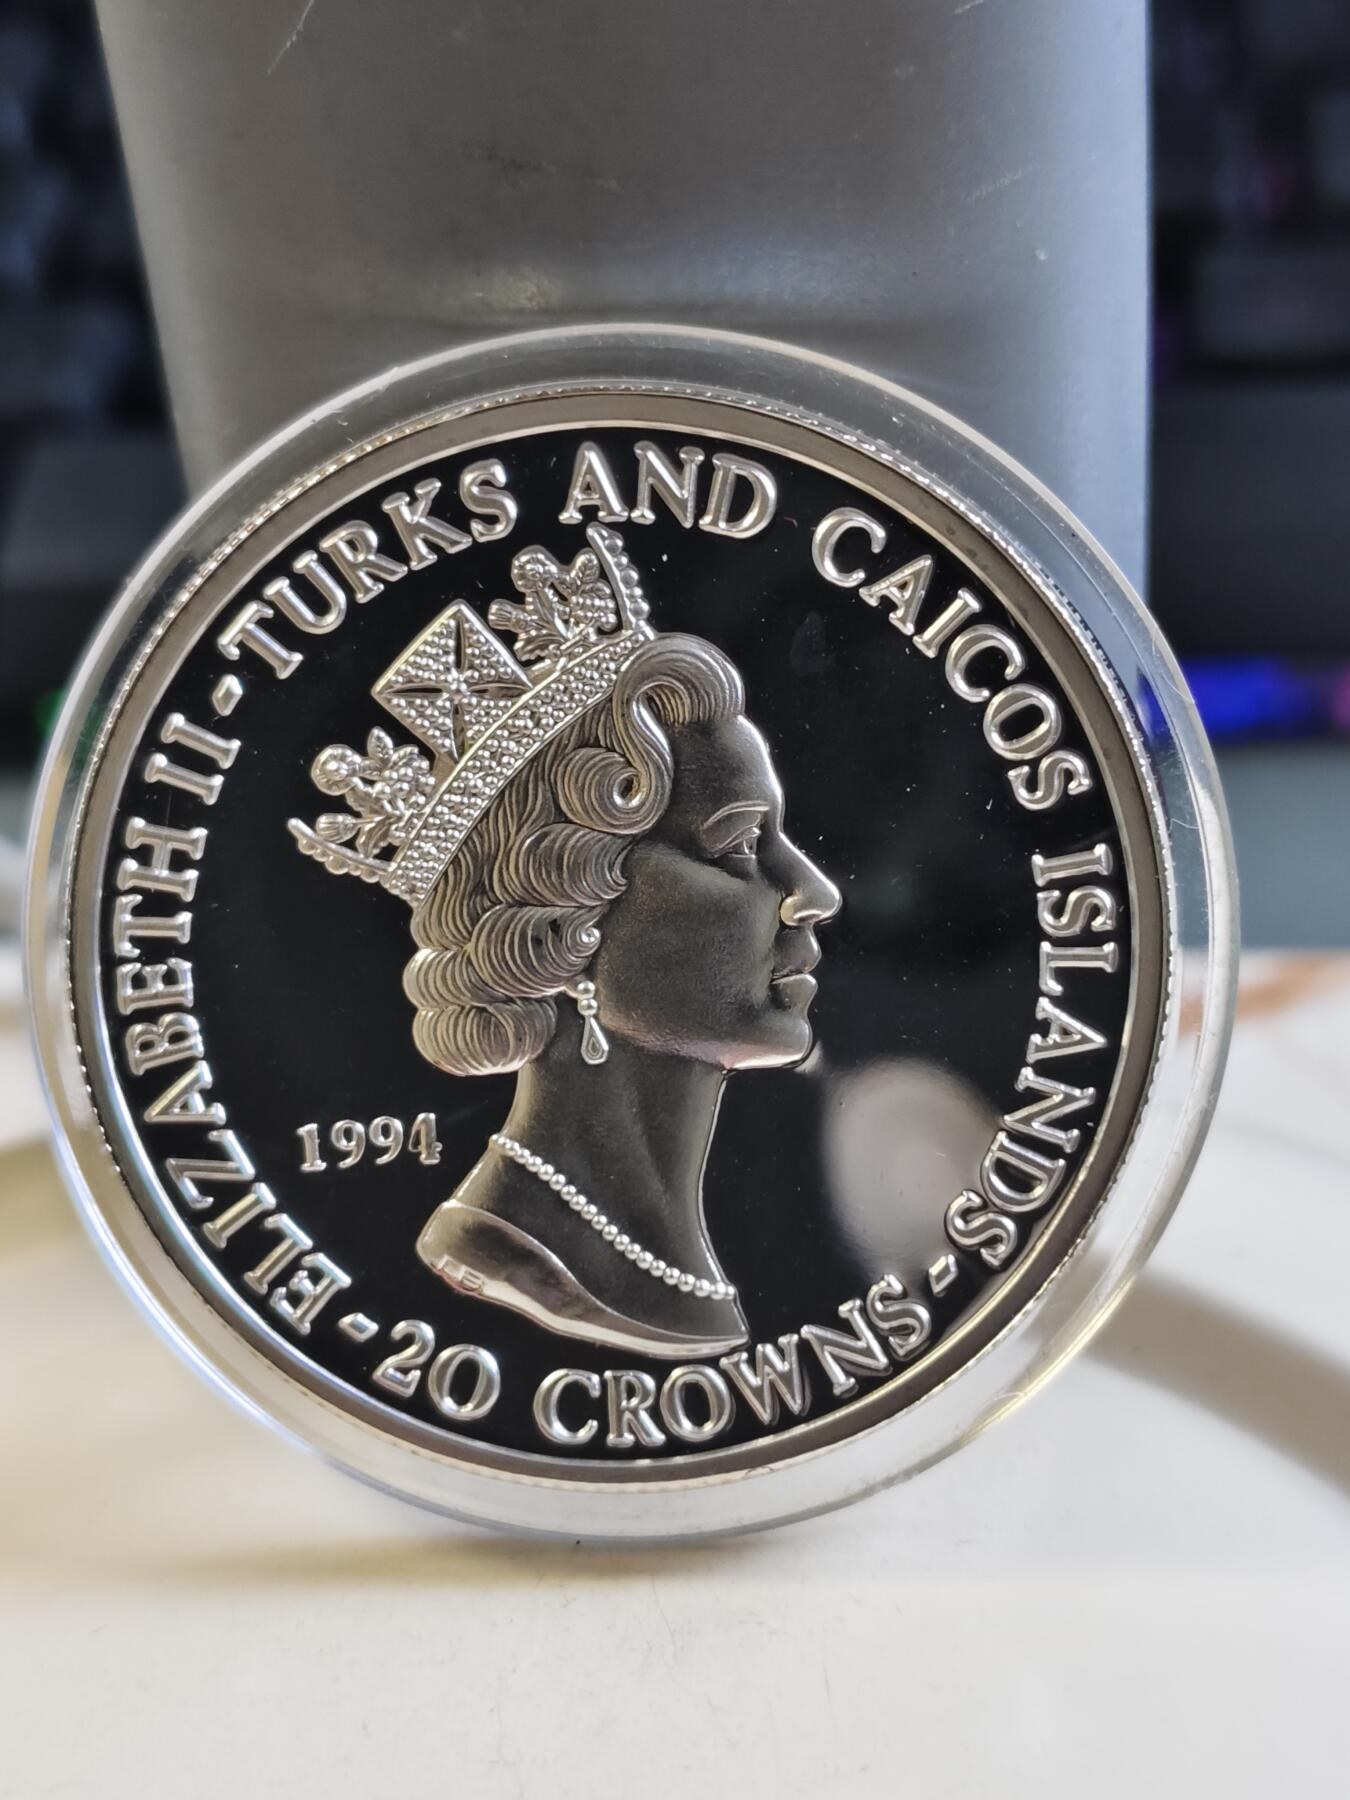 ELIZABETH II - TURKS AND CAICOS ISLANDS - 20 CROWNS -
1994